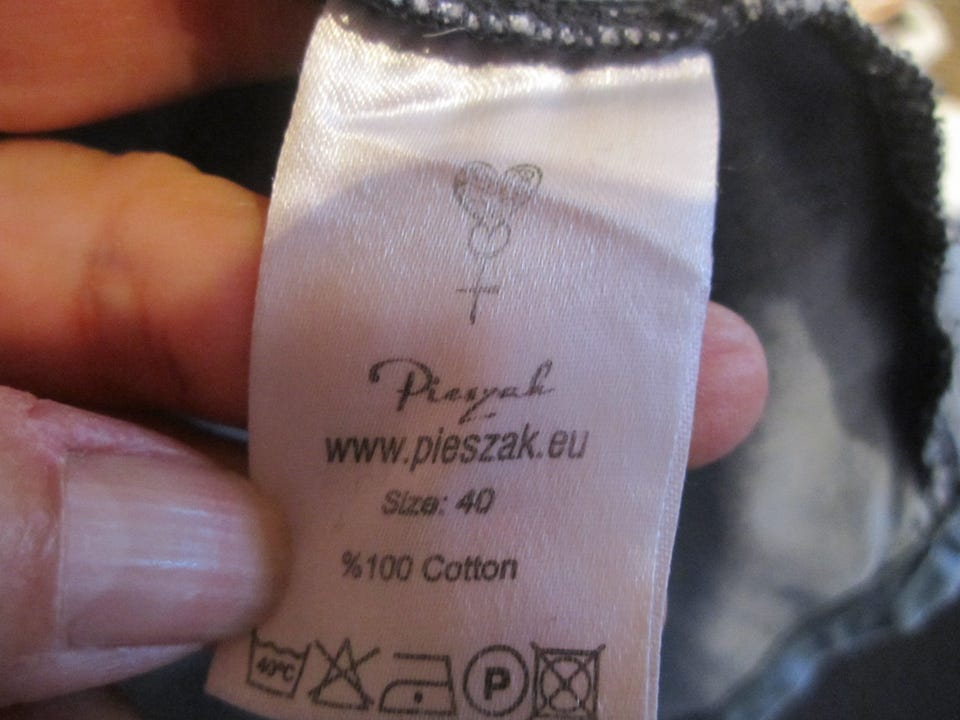 Pieszak
www.pieszak.eu
Size: 40
%100 Cotton
40°C
P